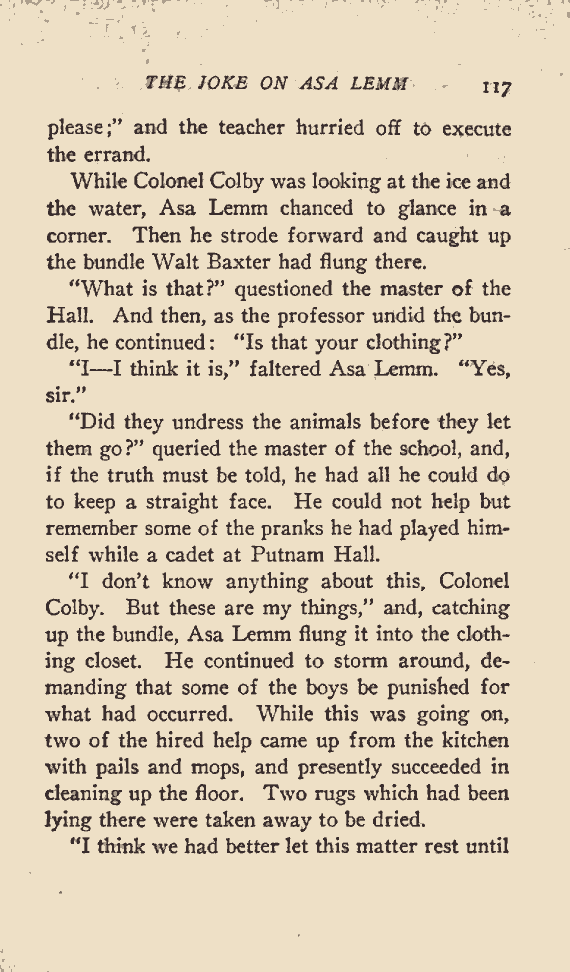 THE JOKE ON ASA LEMM 117
please;" and the teacher hurried off to execute
the errand.
While Colonel Colby was looking at the ice and
the water, Asa Lemm chanced to glance in a
corner. Then he strode forward and caught up
the bundle Walt Baxter had flung there.
"What is that?" questioned the master of the
Hall. And then, as the professor undid the bun-
dle, he continued: "Is that your clothing?"
"I—I think it is," faltered Asa Lemm. "Yes,
sir."
"Did they undress the animals before they let
them go?" queried the master of the school, and,
if the truth must be told, he had all he could do
to keep a straight face. He could not help but
remember some of the pranks he had played him-
self while a cadet at Putnam Hall.
"I don't know anything about this, Colonel
Colby. But these are my things," and, catching
up the bundle, Asa Lemm flung it into the cloth-
ing closet. He continued to storm around, de-
manding that some of the boys be punished for
what had occurred. While this was going on,
two of the hired help came up from the kitchen
with pails and mops, and presently succeeded in
cleaning up the floor. Two rugs which had been
lying there were taken away to be dried.
"I think we had better let this matter rest until